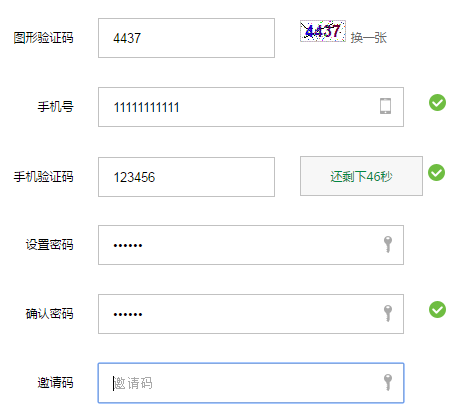 图形验证码 4437 4437 换一张
手机号 11111111111
手机验证码 123456 还剩下46秒
设置密码 ••••••
确认密码 ••••••
邀请码 邀请码